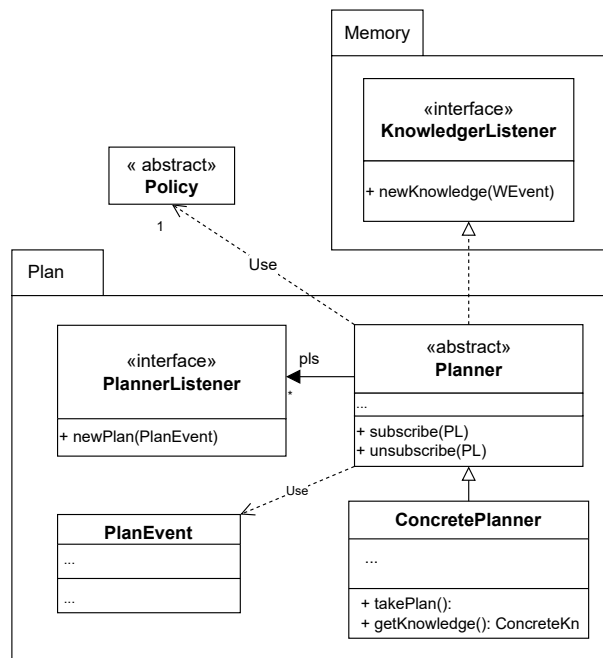 Memory
«interface»
KnowledgerListener
+ newKnowledge(WEvent)
« abstract»
Policy
1
Use
Plan
«interface»
PlannerListener
+ newPlan(PlanEvent)
pls
*
«abstract»
Planner
...
+ subscribe(PL)
+ unsubscribe(PL)
Use
PlanEvent
...
...
ConcretePlanner
...
+ takePlan():
+ getKnowledge(): ConcreteKn